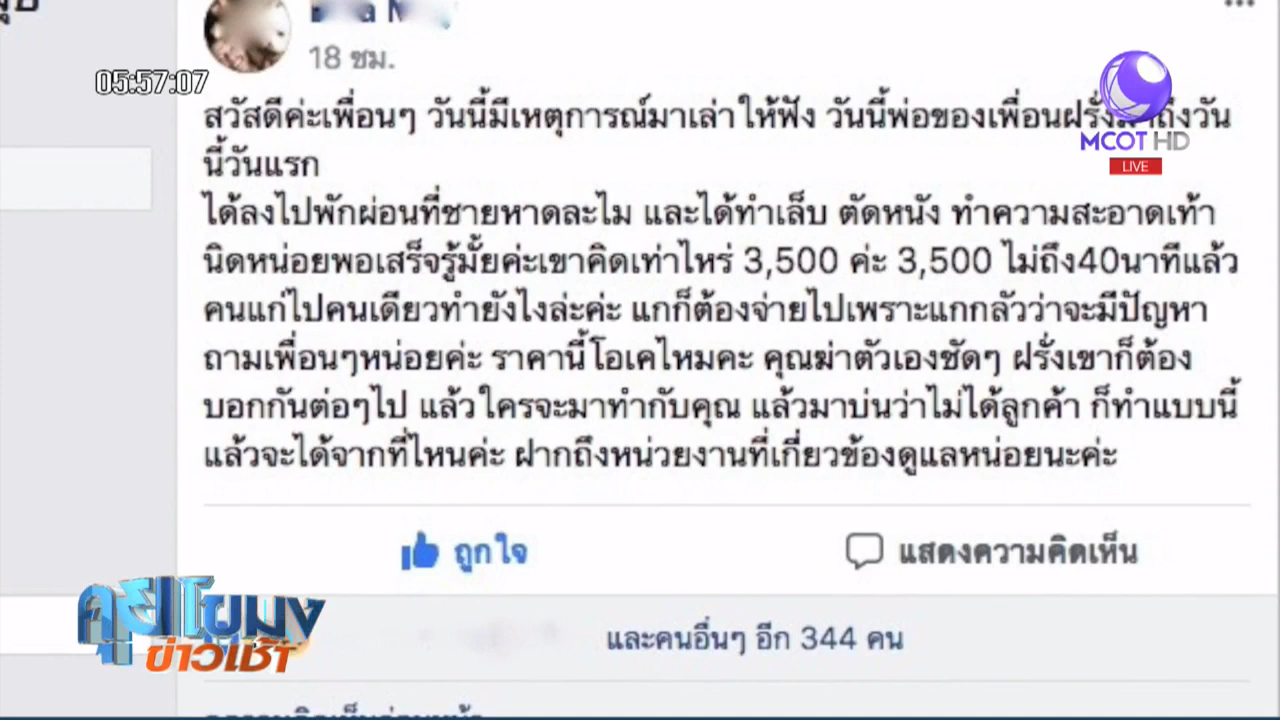 18 ชม.
05:57:07
MCOT HD
LIVE
สวัสดีค่ะเพื่อนๆ วันนี้มีเหตุการณ์มาเล่าให้ฟัง วันนี้พ่อของเพื่อนฝรั่งมาถึงวัน
นี้วันแรก
ได้ลงไปพักผ่อนที่ชายหาดละไม และได้ทำเล็บ ตัดหนัง ทำความสะอาดเท้า
นิดหน่อยพอเสร็จรู้มั้ยค่ะเขาคิดเท่าไหร่ 3,500 ค่ะ 3,500 ไม่ถึง40นาทีแล้ว
คนแก่ไปคนเดียวทำยังไงล่ะค่ะ แกก็ต้องจ่ายไปเพราะแกกลัวว่าจะมีปัญหา
ถามเพื่อนๆหน่อยค่ะ ราคานี้โอเคไหมคะ คุณฆ่าตัวเองชัดๆ ฝรั่งเขาก็ต้อง
บอกกันต่อๆไป แล้วใครจะมาทำกับคุณ แล้วมาบ่นว่าไม่ได้ลูกค้า ก็ทำแบบนี้
แล้วจะได้จากที่ไหนค่ะ ฝากถึงหน่วยงานที่เกี่ยวข้องดูแลหน่อยนะค่ะ
ถูกใจ
แสดงความคิดเห็น
และคนอื่นๆ อีก 344 คน
คุยโขมง
ข่าวเช้า